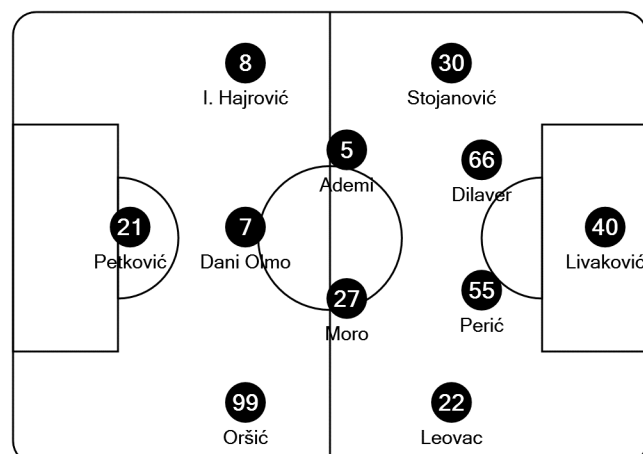 8
I. Hajrović
30
Stojanović
5
Ademi
66
Dilaver
21
Petković
7
Dani Olmo
40
Livaković
27
Moro
55
Perić
99
Oršić
22
Leovac